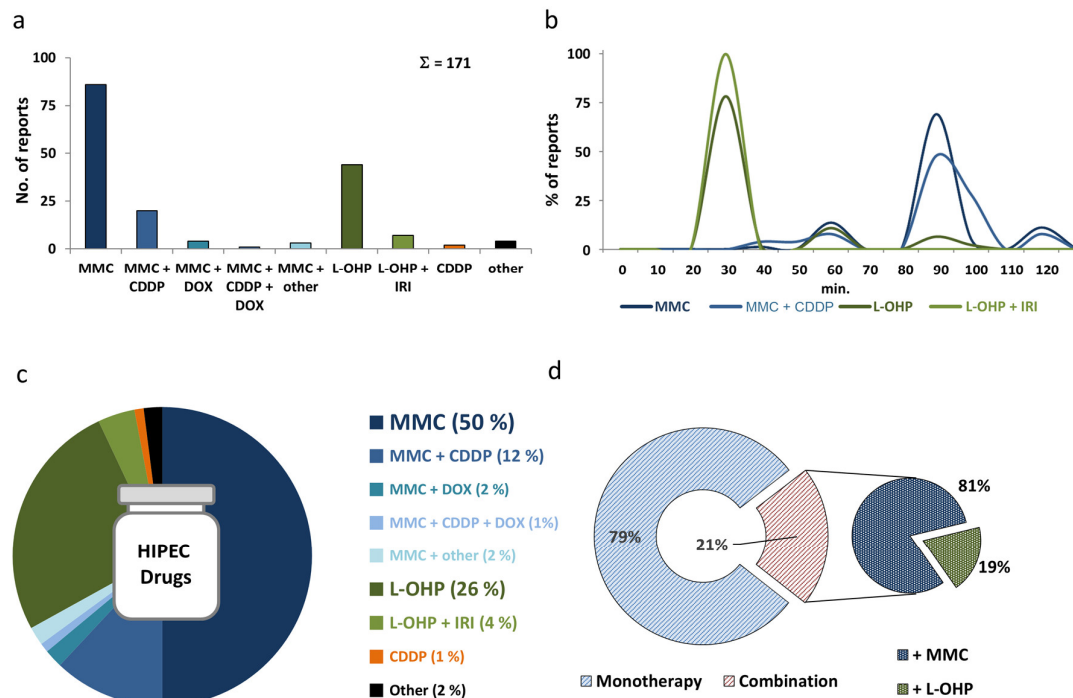 a
100
75
50
25
0
No. of reports
Σ = 171
MMC
MMC +
CDDP
MMC +
DOX
MMC +
CDDP +
DOX
MMC +
other
L-OHP
L-OHP +
IRI
CDDP
other
b
100
75
50
25
0
% of reports
0 10 20 30 40 50 60 70 80 90 100 110 120
min.
MMC MMC + CDDP L-OHP L-OHP + IRI
c
HIPEC
Drugs
MMC (50 %)
MMC + CDDP (12 %)
MMC + DOX (2 %)
MMC + CDDP + DOX (1%)
MMC + other (2 %)
L-OHP (26 %)
L-OHP + IRI (4 %)
CDDP (1 %)
Other (2 %)
d
79%
21%
81%
19%
Monotherapy Combination
+ MMC
+ L-OHP